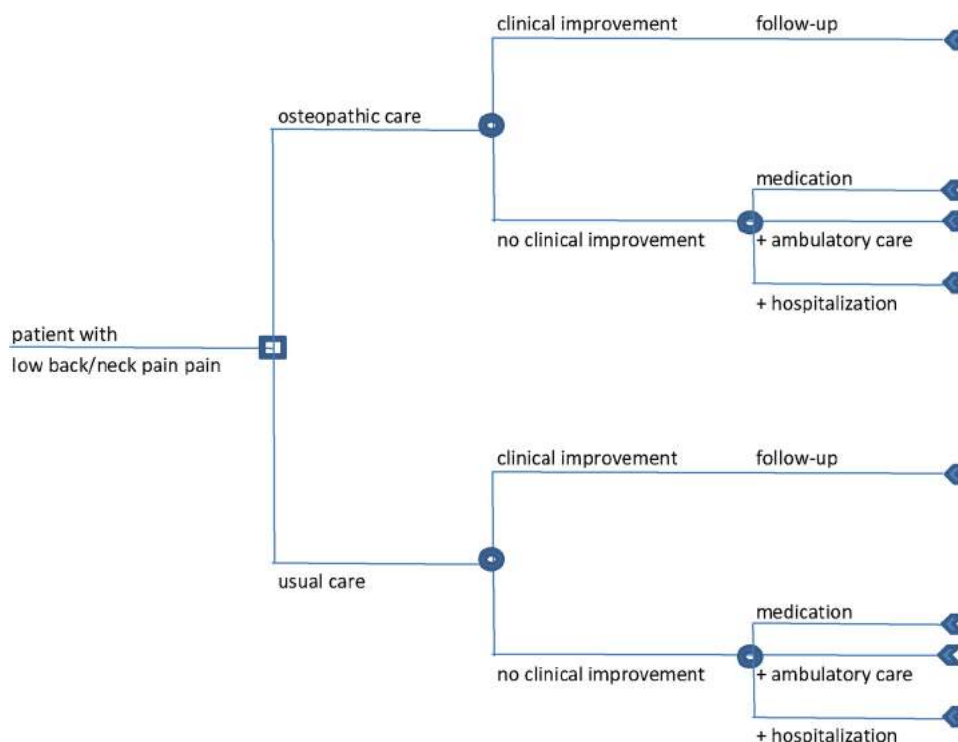 clinical improvement follow-up
osteopathic care
medication
no clinical improvement + ambulatory care
+ hospitalization
patient with
low back/neck pain pain
clinical improvement follow-up
usual care
medication
no clinical improvement + ambulatory care
+ hospitalization